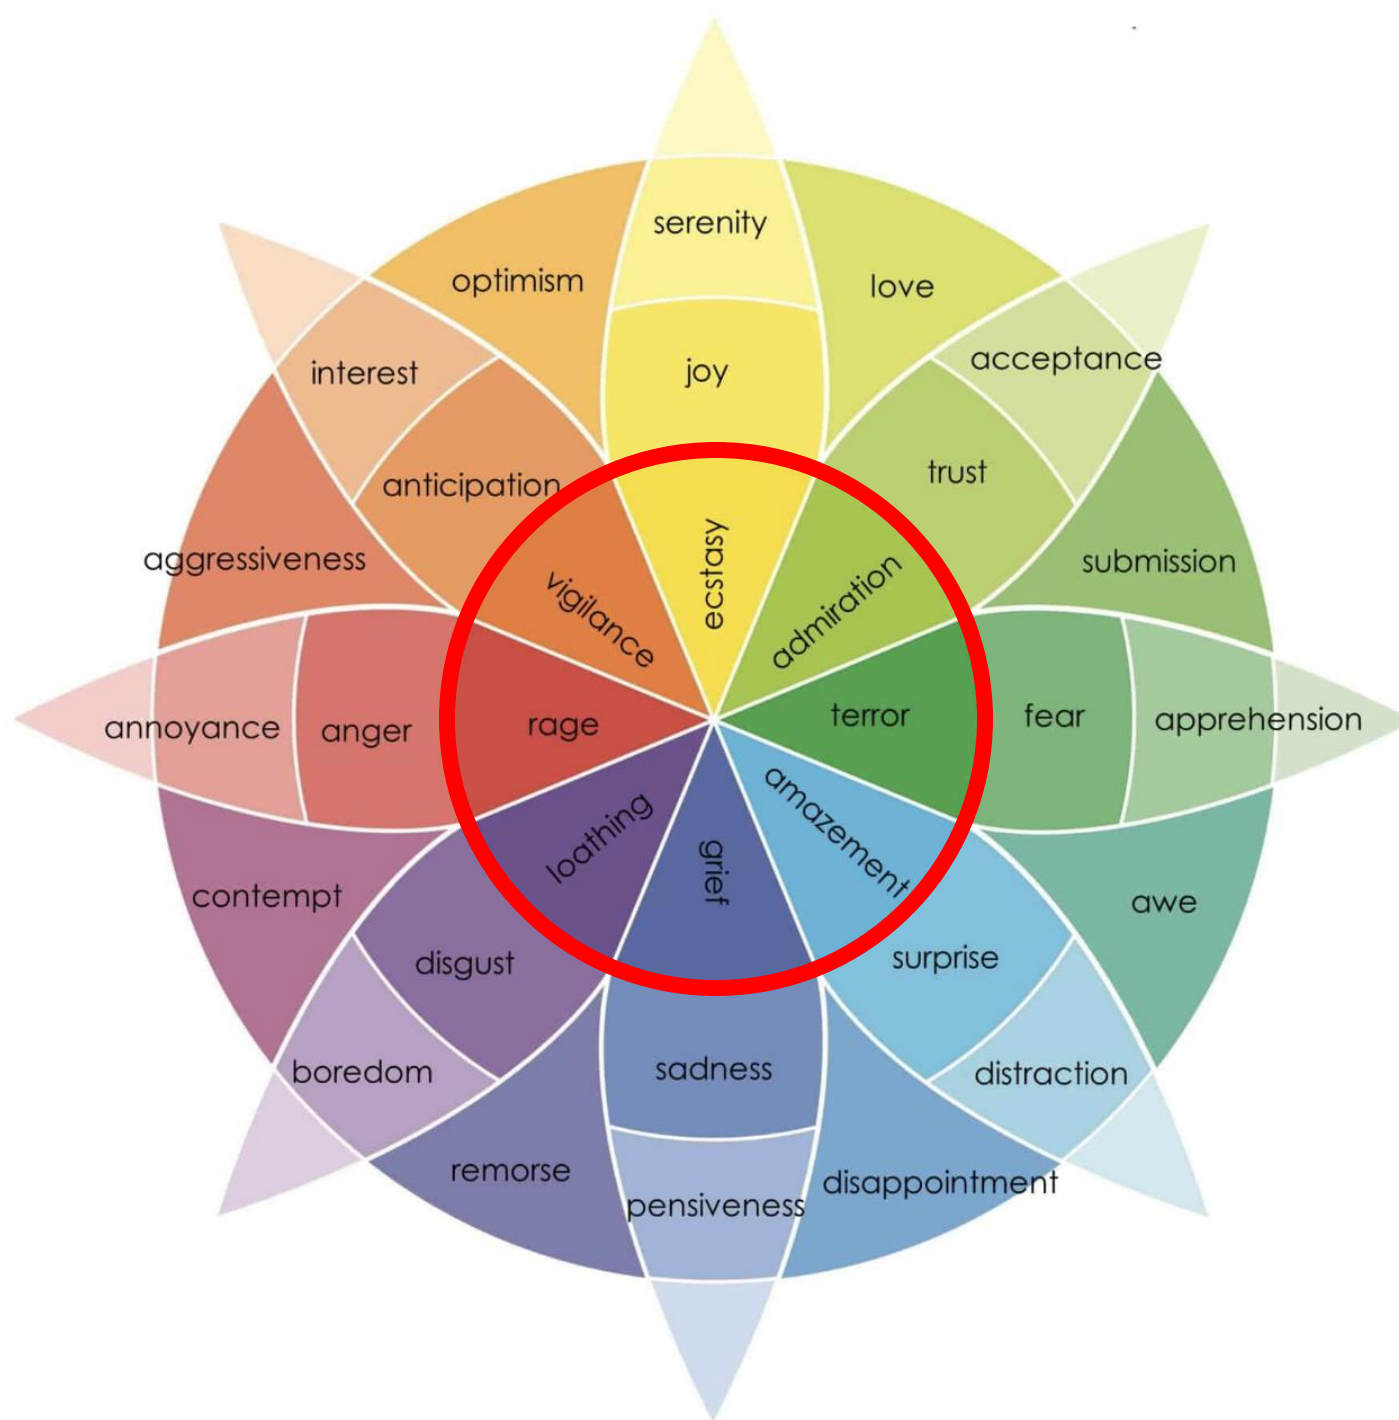 serenity
optimism
love
acceptance
interest
joy
trust
anticipation
ecstasy
aggressiveness
submission
vigilance
admiration
annoyance
anger
rage
terror
fear
apprehension
loathing
grief
amazement
contempt
awe
disgust
surprise
boredom
sadness
distraction
remorse
pensiveness
disappointment